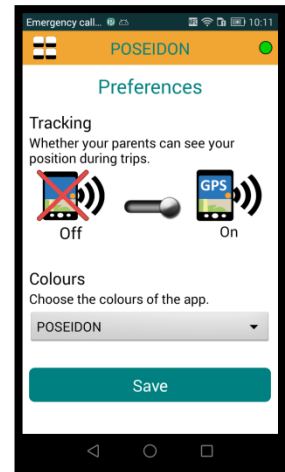 Emergency call... 10:11
POSEIDON
Preferences
Tracking
Whether your parents can see your
position during trips.
GPS
Off
On
Colours
Choose the colours of the app.
POSEIDON
Save